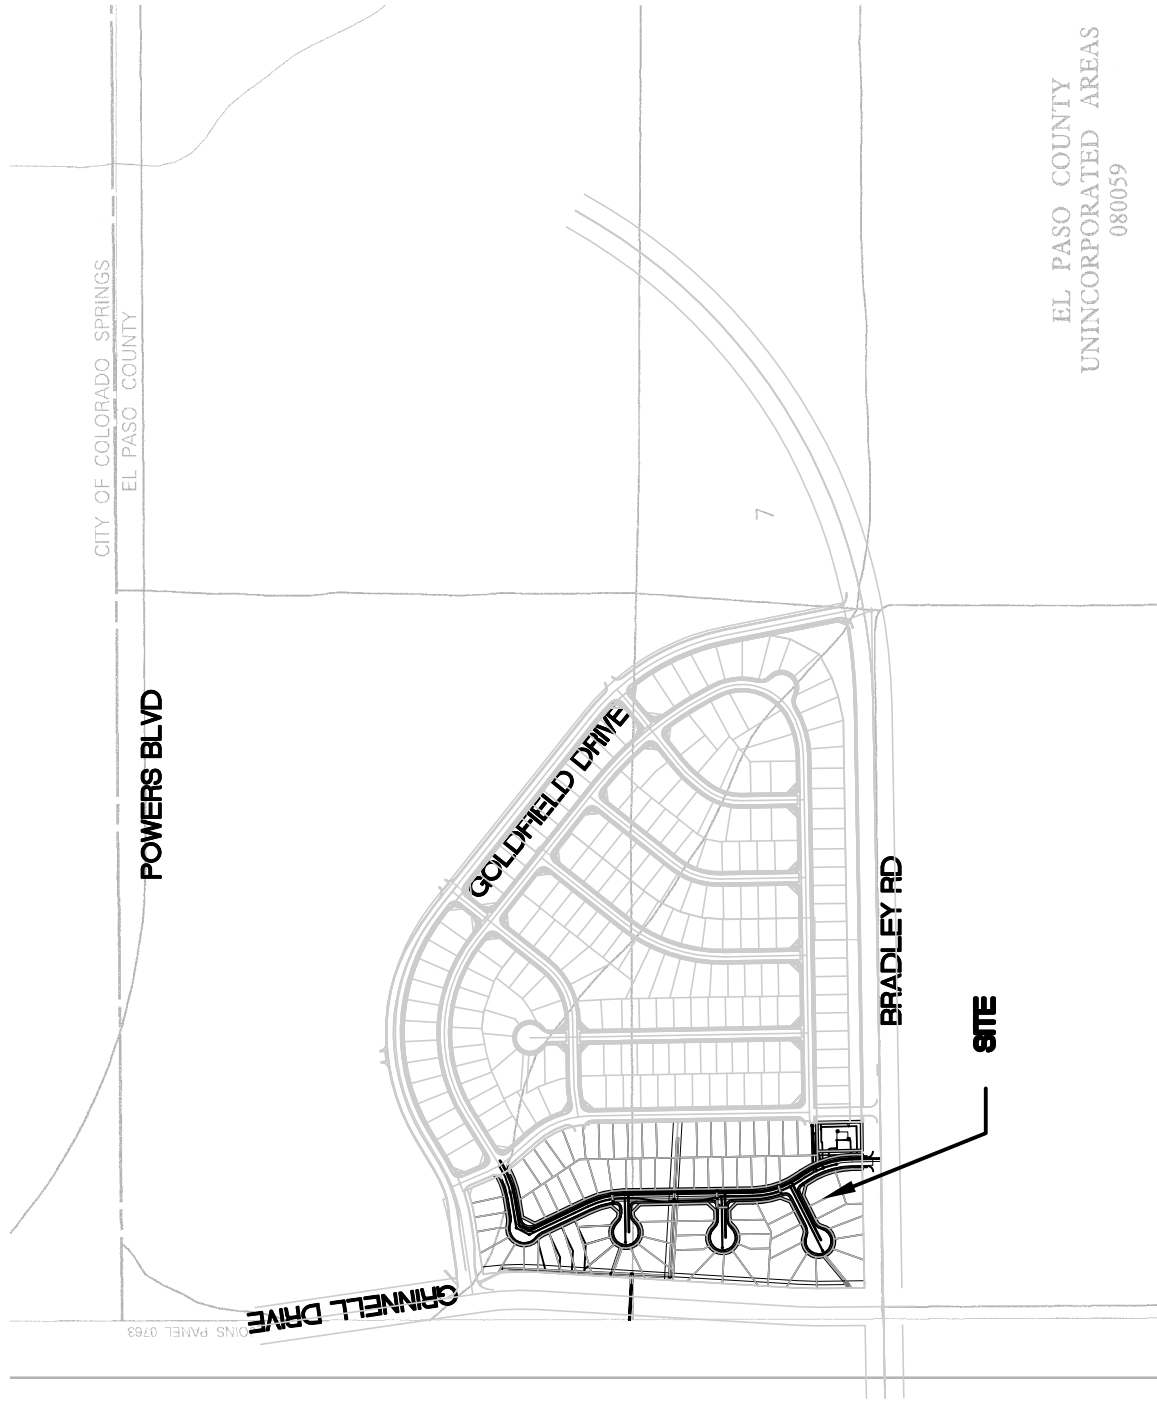 EL PASO COUNTY
UNINCORPORATED AREAS
080059
CITY OF COLORADO SPRINGS
EL PASO COUNTY
7
POWERS BLVD
GOLDFIELD DRIVE
BRADLEY RD
SITE
GRINNELL DRIVE
OINS PANEL 0763